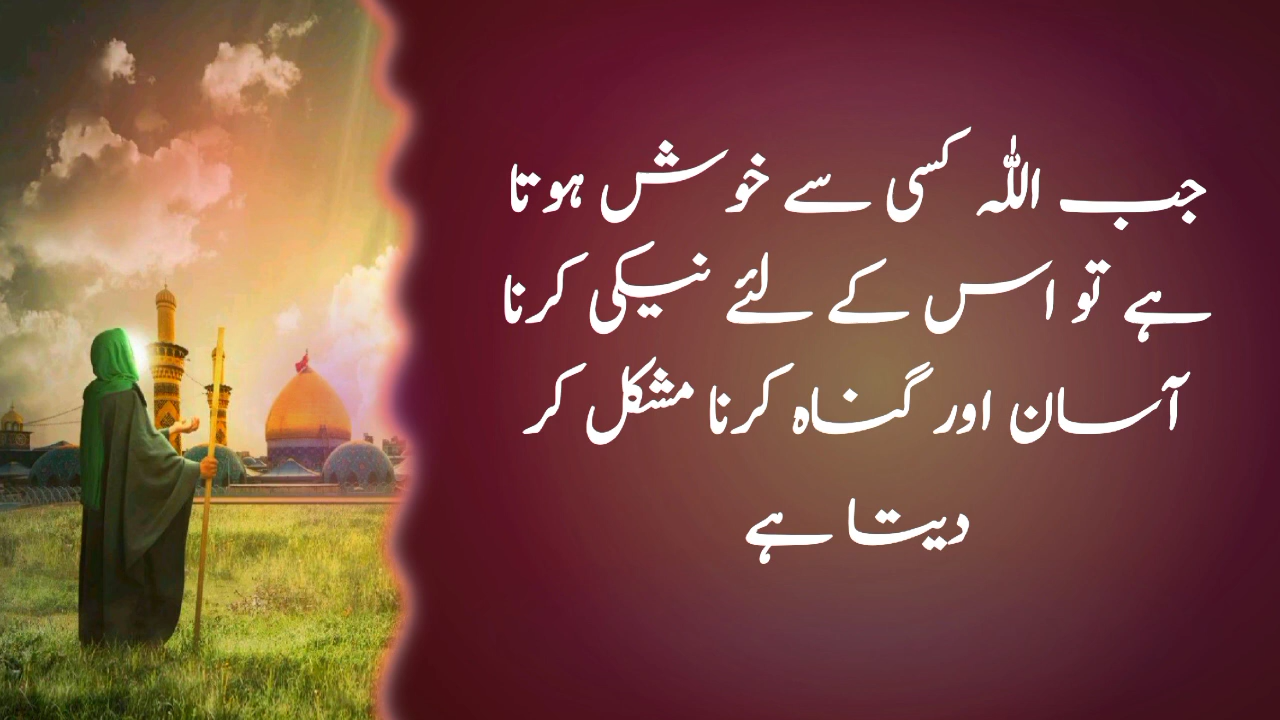 جب اللہ کسی سے خوش ہوتا
ہے تو اس کے لئے نیکی کرنا
آسان اور گناہ کرنا مشکل کر
دیتا ہے